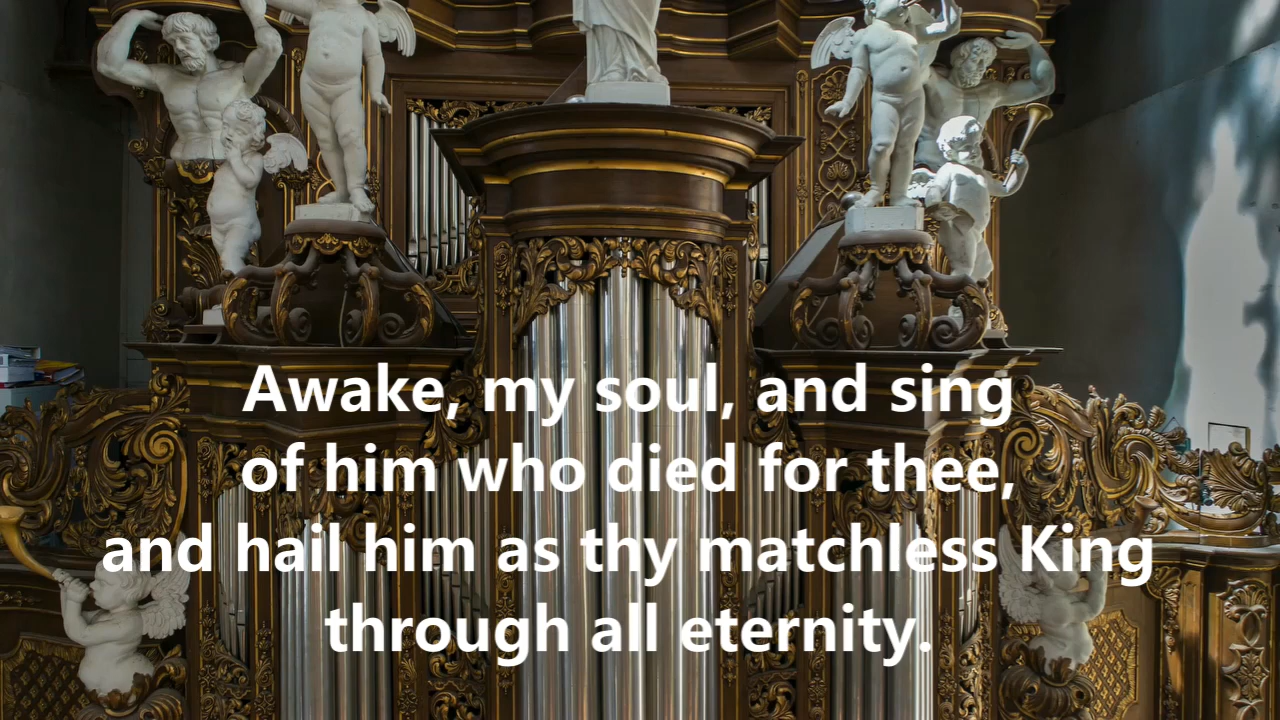 Awake, my soul, and sing
of him who died for thee,
and hail him as thy matchless King
through all eternity.